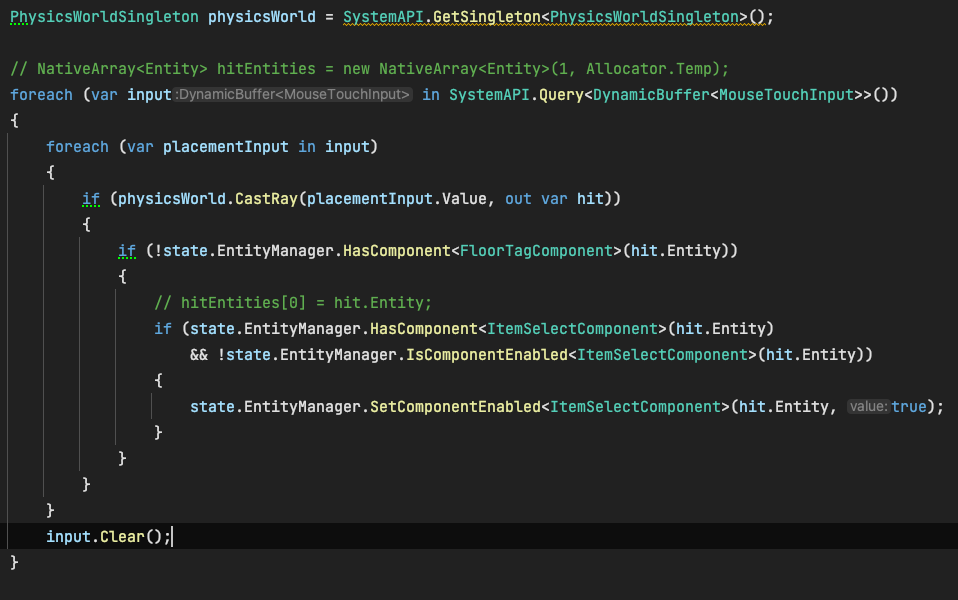 PhysicsWorldSingleton physicsWorld = SystemAPI.GetSingleton<PhysicsWorldSingleton>();

// NativeArray<Entity> hitEntities = new NativeArray<Entity>(1, Allocator.Temp);
foreach (var input :DynamicBuffer<MouseTouchInput> in SystemAPI.Query<DynamicBuffer<MouseTouchInput>>())
{
    foreach (var placementInput in input)
    {
        if (physicsWorld.CastRay(placementInput.Value, out var hit))
        {
            if (!state.EntityManager.HasComponent<FloorTagComponent>(hit.Entity))
            {
                // hitEntities[0] = hit.Entity;
                if (state.EntityManager.HasComponent<ItemSelectComponent>(hit.Entity)
                    && !state.EntityManager.IsComponentEnabled<ItemSelectComponent>(hit.Entity))
                {
                    state.EntityManager.SetComponentEnabled<ItemSelectComponent>(hit.Entity, value: true);
                }
            }
        }
    }
    input.Clear();
}